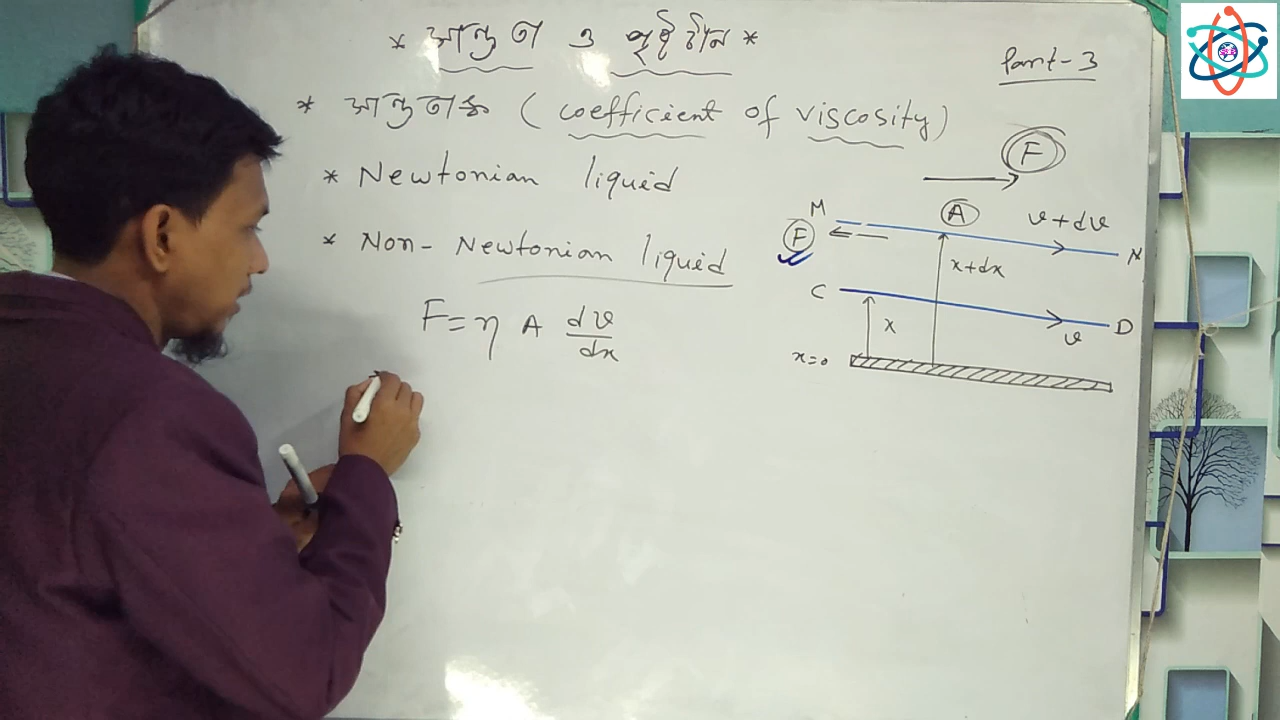 * সান্দ্রতা ও পৃষ্ঠটান *
Part-3
* সান্দ্রতাঙ্ক (coefficient of viscosity)
* Newtonian liquid
* Non-Newtonian liquid
F = η A dv/dx
F
M F A v+dv N
x+dx
C x v D
x=0